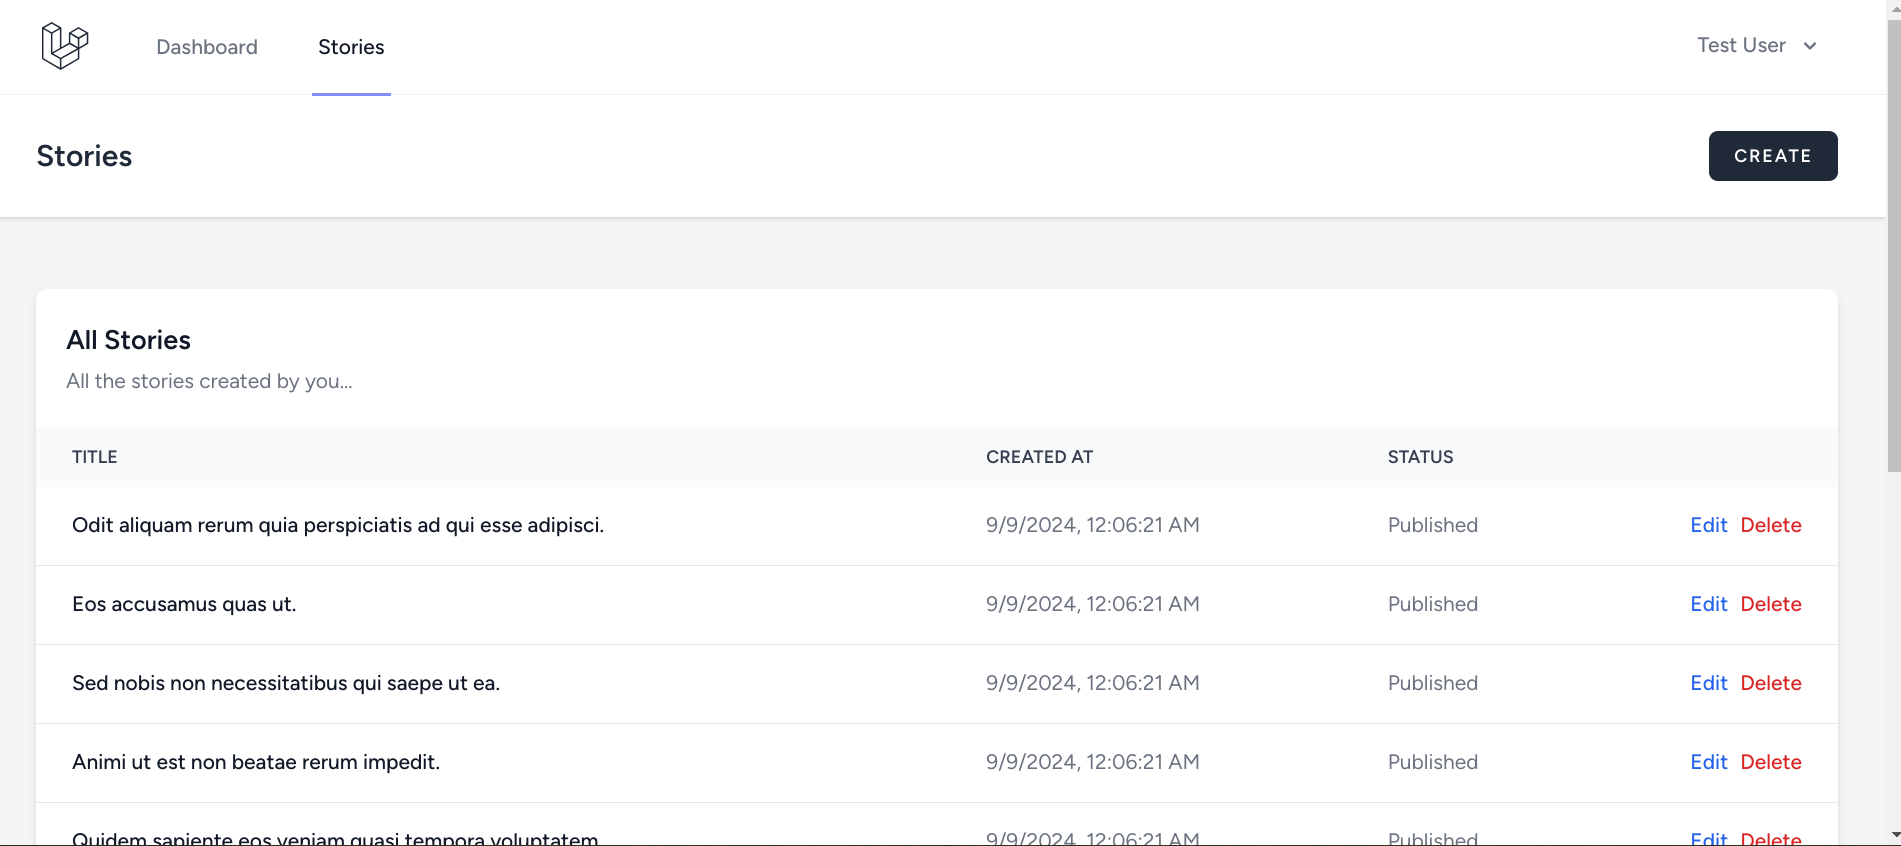 Dashboard Stories Test User
Stories CREATE
All Stories
All the stories created by you...
TITLE CREATED AT STATUS
Odit aliquam rerum quia perspiciatis ad qui esse adipisci. 9/9/2024, 12:06:21 AM Published Edit Delete
Eos accusamus quas ut. 9/9/2024, 12:06:21 AM Published Edit Delete
Sed nobis non necessitatibus qui saepe ut ea. 9/9/2024, 12:06:21 AM Published Edit Delete
Animi ut est non beatae rerum impedit. 9/9/2024, 12:06:21 AM Published Edit Delete
Quidem sapiente eos veniam quasi tempora voluptatem 9/9/2024, 12:06:21 AM Published Edit Delete